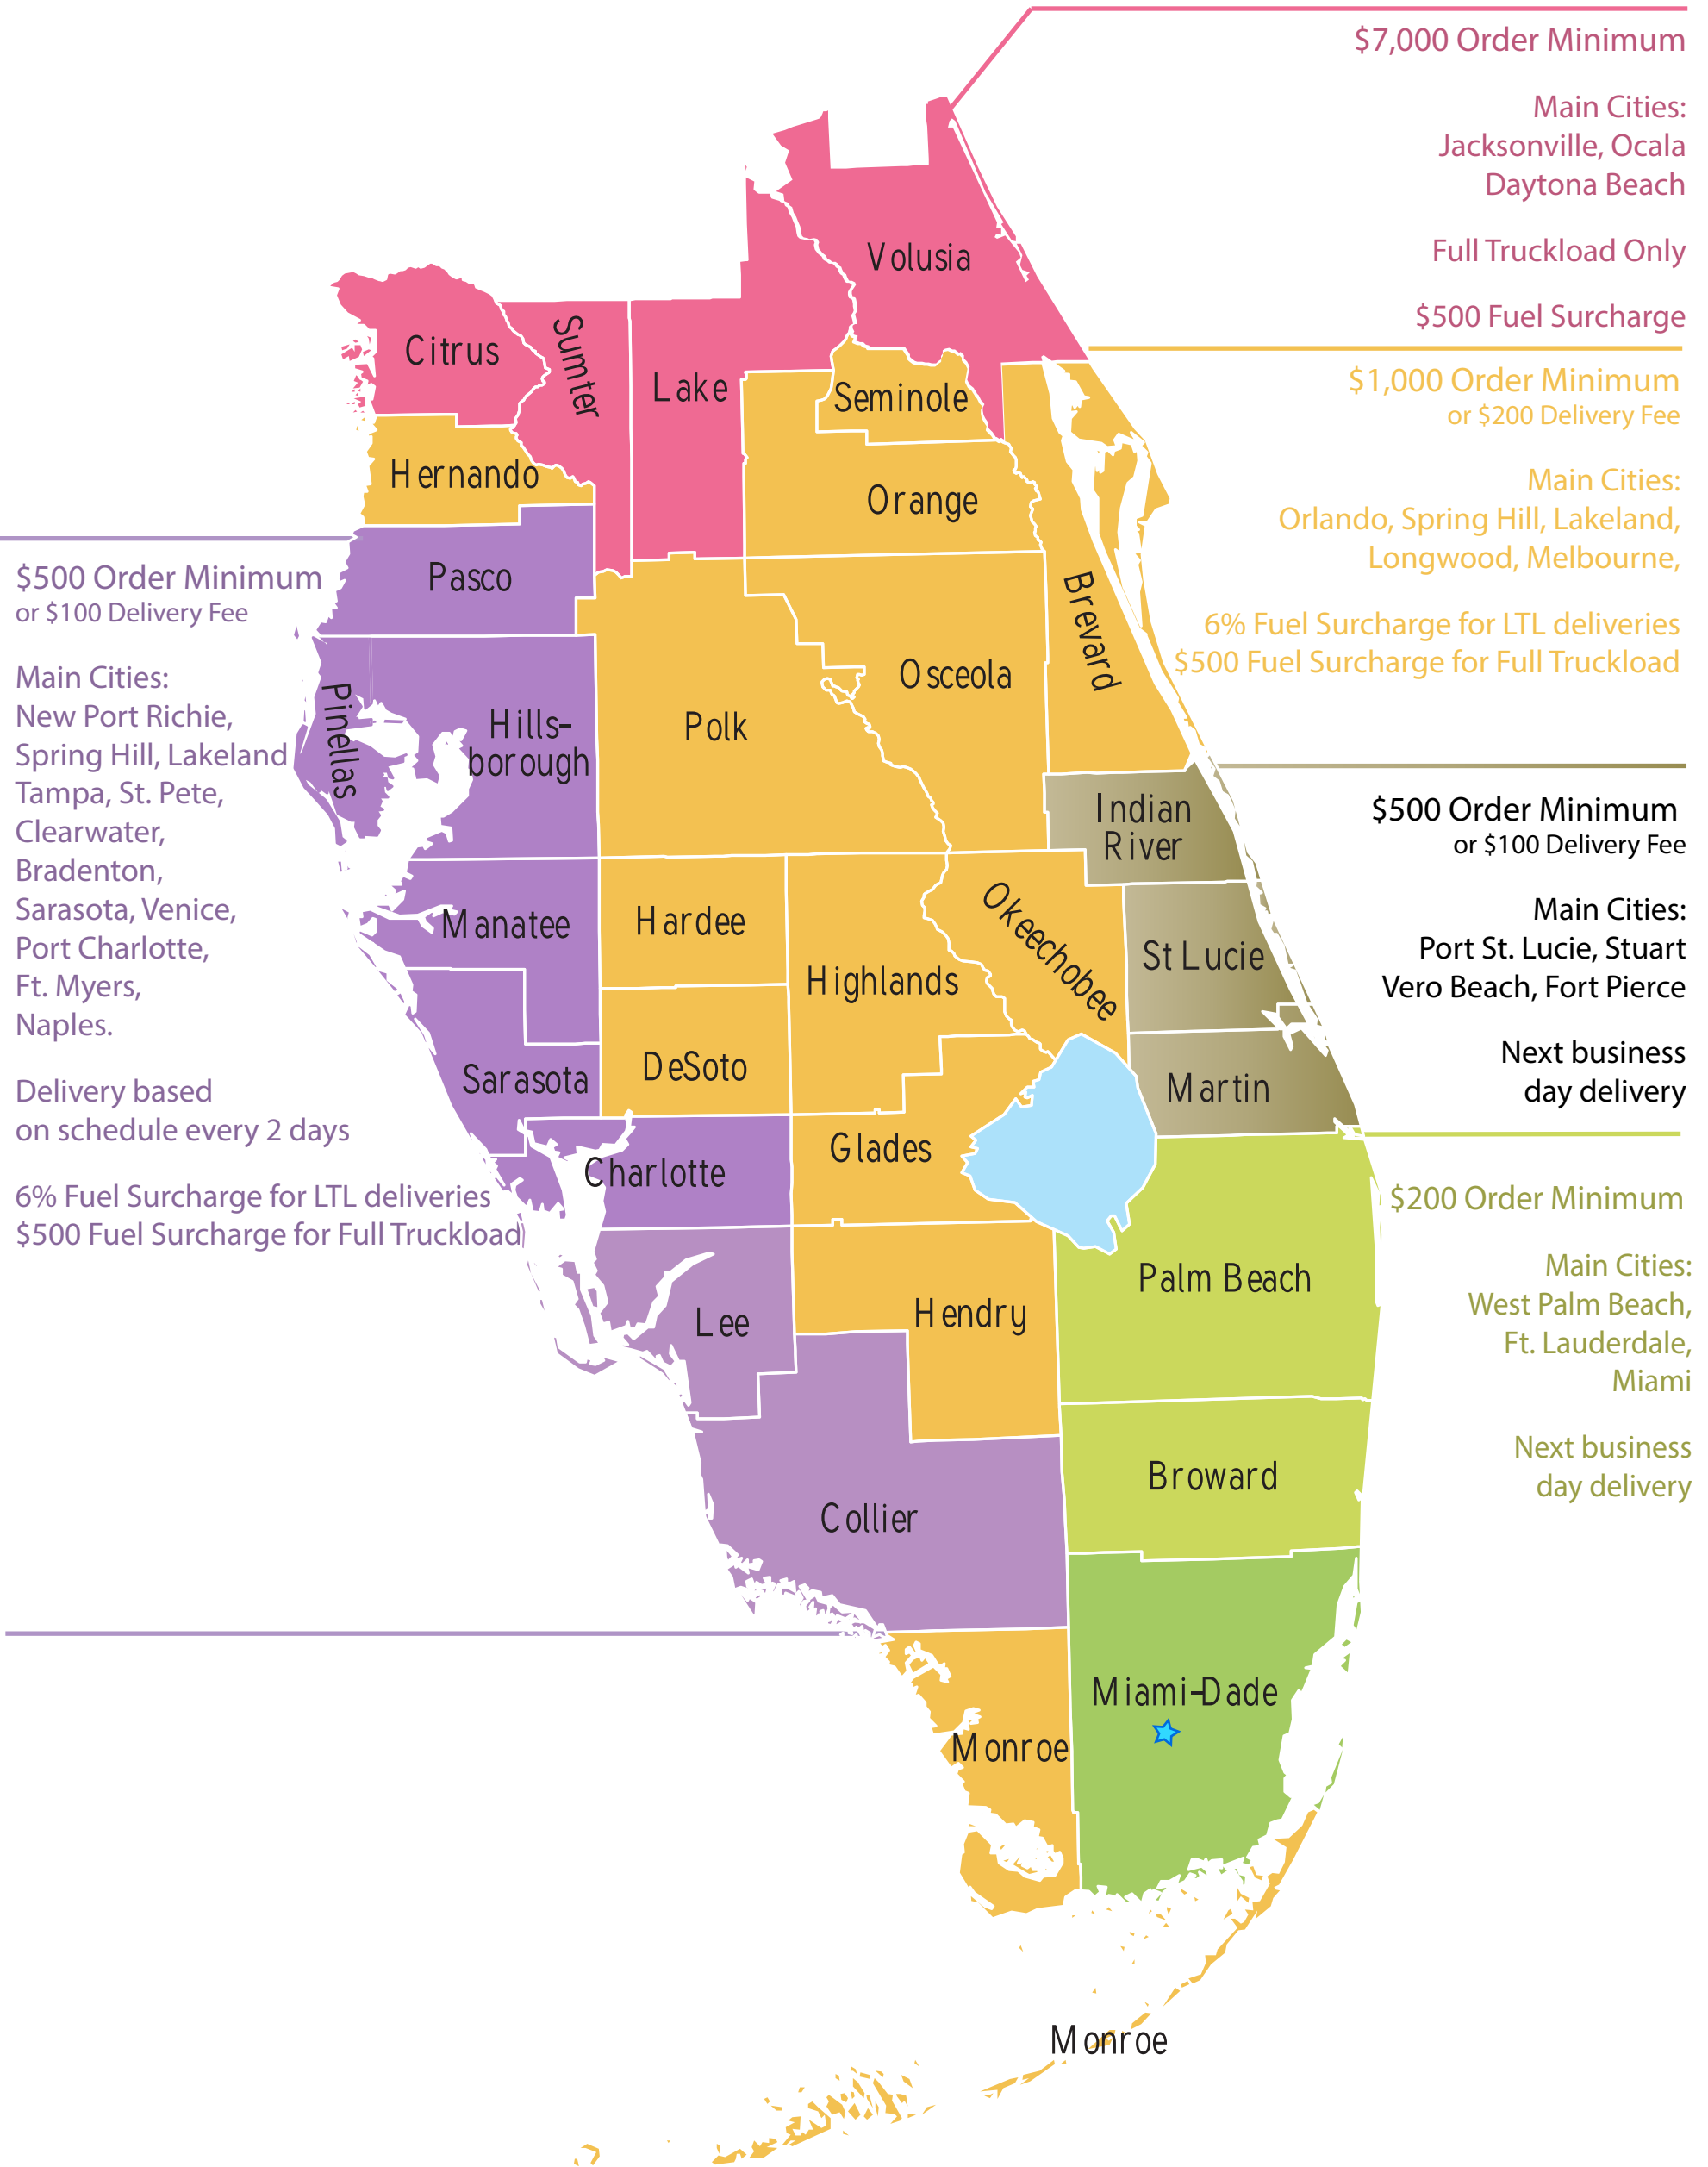 $7,000 Order Minimum
Main Cities:
Jacksonville, Ocala
Daytona Beach
Full Truckload Only
$500 Fuel Surcharge
$1,000 Order Minimum
or $200 Delivery Fee
Main Cities:
Orlando, Spring Hill, Lakeland,
Longwood, Melbourne,
6% Fuel Surcharge for LTL deliveries
$500 Fuel Surcharge for Full Truckload
$500 Order Minimum
or $100 Delivery Fee
Main Cities:
Port St. Lucie, Stuart
Vero Beach, Fort Pierce
Next business
day delivery
$200 Order Minimum
Main Cities:
West Palm Beach,
Ft. Lauderdale,
Miami
Next business
day delivery
$500 Order Minimum
or $100 Delivery Fee
Main Cities:
New Port Richie,
Spring Hill, Lakeland
Tampa, St. Pete,
Clearwater,
Bradenton,
Sarasota, Venice,
Port Charlotte,
Ft. Myers,
Naples.
Delivery based
on schedule every 2 days
6% Fuel Surcharge for LTL deliveries
$500 Fuel Surcharge for Full Truckload
Volusia
Citrus
Sumter
Lake
Seminole
Hernando
Orange
Pasco
Brevard
Osceola
Pinellas
Hills-
borough
Polk
Indian
River
Manatee
Hardee
Highlands
Okeechobee
St Lucie
Sarasota
DeSoto
Martin
Charlotte
Glades
Palm Beach
Lee
Hendry
Broward
Collier
Miami-Dade
Monroe
Monroe